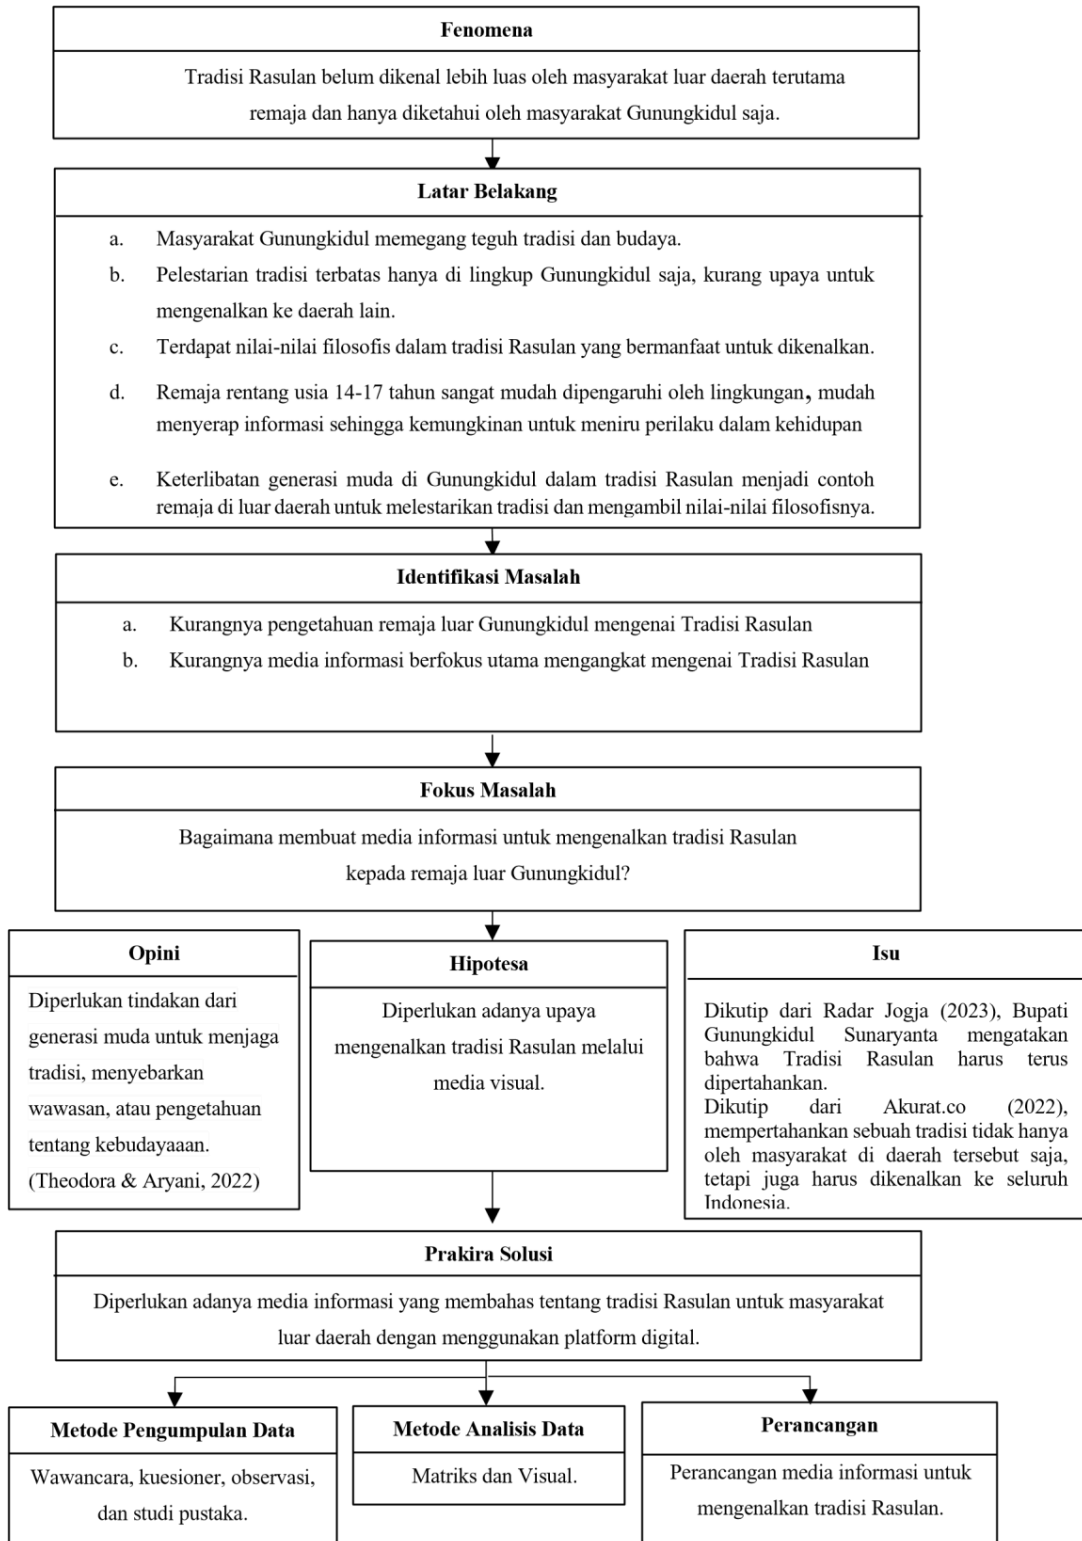 Fenomena
Tradisi Rasulan belum dikenal lebih luas oleh masyarakat luar daerah terutama
remaja dan hanya diketahui oleh masyarakat Gunungkidul saja.
Latar Belakang
a. Masyarakat Gunungkidul memegang teguh tradisi dan budaya.
b. Pelestarian tradisi terbatas hanya di lingkup Gunungkidul saja, kurang upaya untuk
mengenalkan ke daerah lain.
c. Terdapat nilai-nilai filosofis dalam tradisi Rasulan yang bermanfaat untuk dikenalkan.
d. Remaja rentang usia 14-17 tahun sangat mudah dipengaruhi oleh lingkungan, mudah
menyerap informasi sehingga kemungkinan untuk meniru perilaku dalam kehidupan
e. Keterlibatan generasi muda di Gunungkidul dalam tradisi Rasulan menjadi contoh
remaja di luar daerah untuk melestarikan tradisi dan mengambil nilai-nilai filosofisnya.
Identifikasi Masalah
a. Kurangnya pengetahuan remaja luar Gunungkidul mengenai Tradisi Rasulan
b. Kurangnya media informasi berfokus utama mengangkat mengenai Tradisi Rasulan
Fokus Masalah
Bagaimana membuat media informasi untuk mengenalkan tradisi Rasulan
kepada remaja luar Gunungkidul?
Opini
Diperlukan tindakan dari
generasi muda untuk menjaga
tradisi, menyebarkan
wawasan, atau pengetahuan
tentang kebudayaaan.
(Theodora & Aryani, 2022)
Hipotesa
Diperlukan adanya upaya
mengenalkan tradisi Rasulan melalui
media visual.
Isu
Dikutip dari Radar Jogja (2023), Bupati
Gunungkidul Sunaryanta mengatakan
bahwa Tradisi Rasulan harus terus
dipertahankan.
Dikutip dari Akurat.co (2022),
mempertahankan sebuah tradisi tidak hanya
oleh masyarakat di daerah tersebut saja,
tetapi juga harus dikenalkan ke seluruh
Indonesia.
Prakira Solusi
Diperlukan adanya media informasi yang membahas tentang tradisi Rasulan untuk masyarakat
luar daerah dengan menggunakan platform digital.
Metode Pengumpulan Data
Wawancara, kuesioner, observasi,
dan studi pustaka.
Metode Analisis Data
Matriks dan Visual.
Perancangan
Perancangan media informasi untuk
mengenalkan tradisi Rasulan.